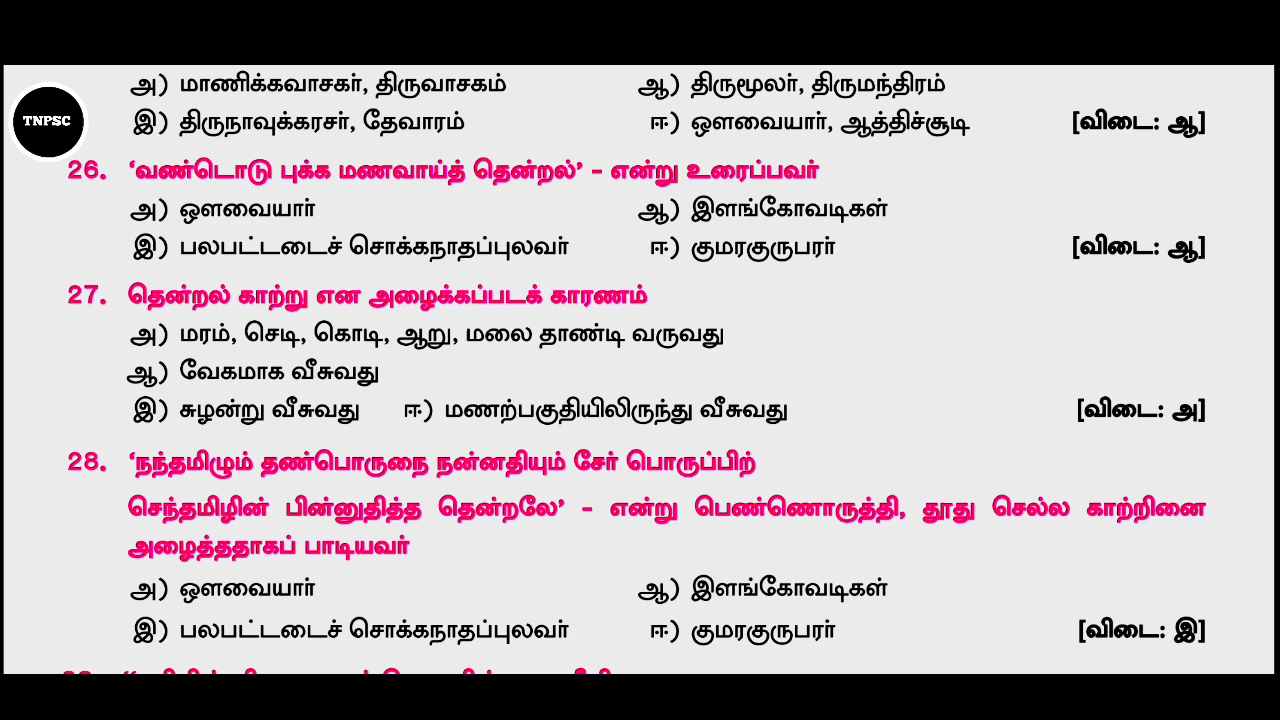 அ) மாணிக்கவாசகர், திருவாசகம் ஆ) திருமூலர், திருமந்திரம்
TNPSC
இ) திருநாவுக்கரசர், தேவாரம் ஈ) ஔவையார், ஆத்திச்சூடி [விடை: ஆ]
26. ‘வண்டொடு புக்க மணவாய்த் தென்றல்’ – என்று உரைப்பவர்
அ) ஔவையார் ஆ) இளங்கோவடிகள்
இ) பலபட்டடைச் சொக்கநாதப்புலவர் ஈ) குமரகுருபரர் [விடை: ஆ]
27. தென்றல் காற்று என அழைக்கப்படக் காரணம்
அ) மரம், செடி, கொடி, ஆறு, மலை தாண்டி வருவது
ஆ) வேகமாக வீசுவது
இ) சுழன்று வீசுவது ஈ) மணற்பகுதியிலிருந்து வீசுவது [விடை: அ]
28. ‘நந்தமிழும் தண்பொருநை நன்னதியும் சேர் பொருப்பிற்
செந்தமிழின் பின்னுதித்த தென்றலே’ – என்று பெண்ணொருத்தி, தூது செல்ல காற்றினை
அழைத்ததாகப் பாடியவர்
அ) ஔவையார் ஆ) இளங்கோவடிகள்
இ) பலபட்டடைச் சொக்கநாதப்புலவர் ஈ) குமரகுருபரர் [விடை: இ]